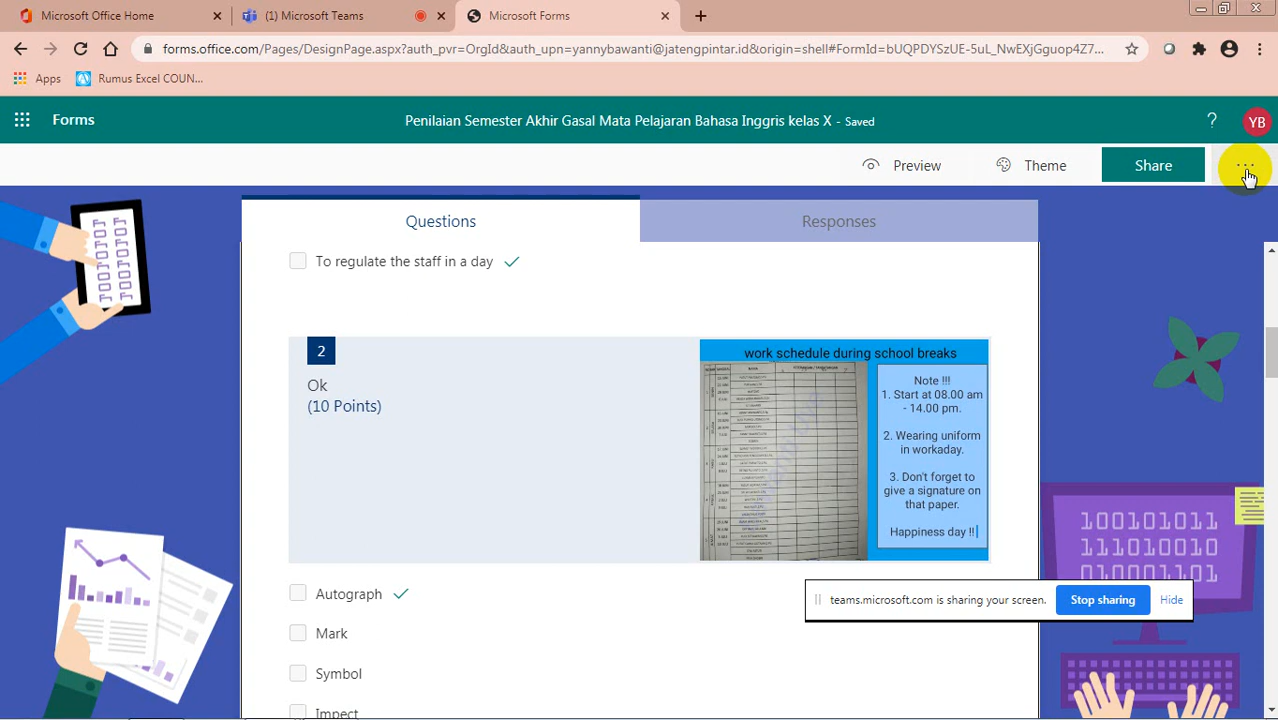 Microsoft Office Home
(1) Microsoft Teams
Microsoft Forms
forms.office.com/Pages/DesignPage.aspx?auth_pvr=OrgId&auth_upn=yannybawanti@jatengpintar.id&origin=shell#FormId=bUQPDYSzUE-5uL_NwEXjGguop4Z7...
Apps
Rumus Excel COUN...
Forms
Penilaian Semester Akhir Gasal Mata Pelajaran Bahasa Inggris kelas X - Saved
?
YB
Preview
Theme
Share
...
Questions
Responses
To regulate the staff in a day
2
Ok
(10 Points)
work schedule during school breaks
Note !!!
1. Start at 08.00 am
- 14.00 pm.
2. Wearing uniform
in workaday.
3. Don't forget to
give a signature on
that paper.
Happiness day !!
100101011
111010010
010001101
Autograph
teams.microsoft.com is sharing your screen.
Stop sharing
Hide
Mark
Symbol
Impect